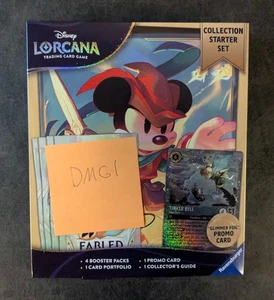 Disney
LORCANA
TRADING CARD GAME
COLLECTION
STARTER
SET
DMG1
TINKER BELL
GLIMMER FOIL
PROMO
CARD
FABLED
• 4 BOOSTER PACKS • 1 PROMO CARD
• 1 CARD PORTFOLIO • 1 COLLECTOR'S GUIDE
Ravensburger